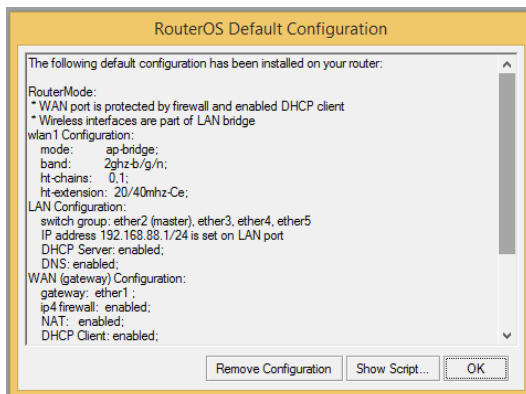 RouterOS Default Configuration
The following default configuration has been installed on your router:
RouterMode:
* WAN port is protected by firewall and enabled DHCP client
* Wireless interfaces are part of LAN bridge
wlan1 Configuration:
mode: ap-bridge;
band: 2ghz-b/g/n;
ht-chains: 0,1;
ht-extension: 20/40mhz-Ce;
LAN Configuration:
switch group: ether2 (master), ether3, ether4, ether5
IP address 192.168.88.1/24 is set on LAN port
DHCP Server: enabled;
DNS: enabled;
WAN (gateway) Configuration:
gateway: ether1 ;
ip4 firewall: enabled;
NAT: enabled;
DHCP Client: enabled;
Remove Configuration
Show Script...
OK